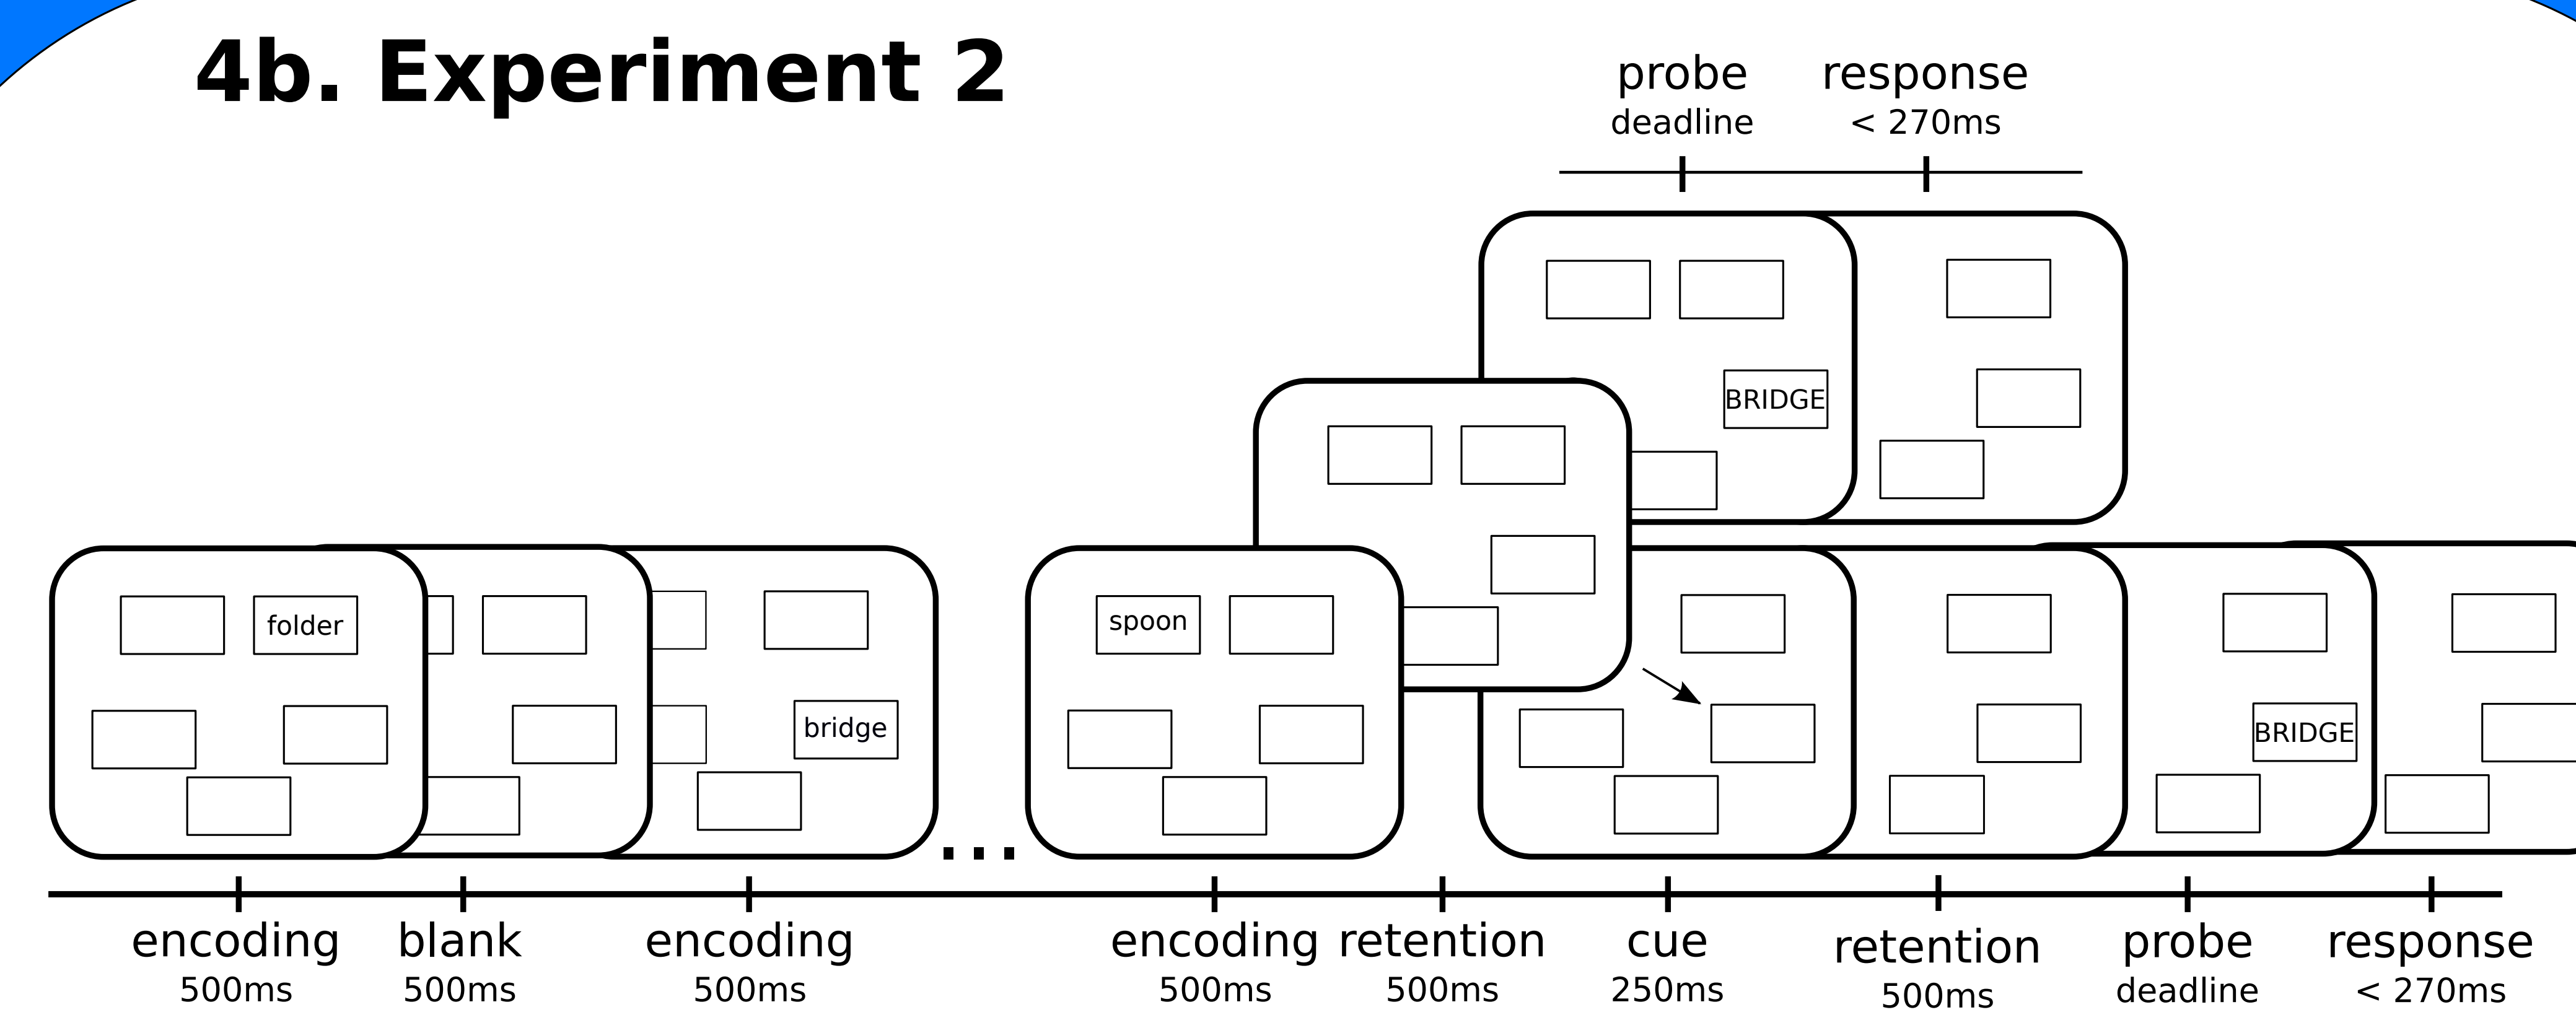 4b. Experiment 2
probe response
deadline < 270ms
BRIDGE
folder
bridge
...
spoon
BRIDGE
encoding blank encoding encoding retention cue retention probe response
500ms 500ms 500ms 500ms 500ms 250ms 500ms deadline < 270ms